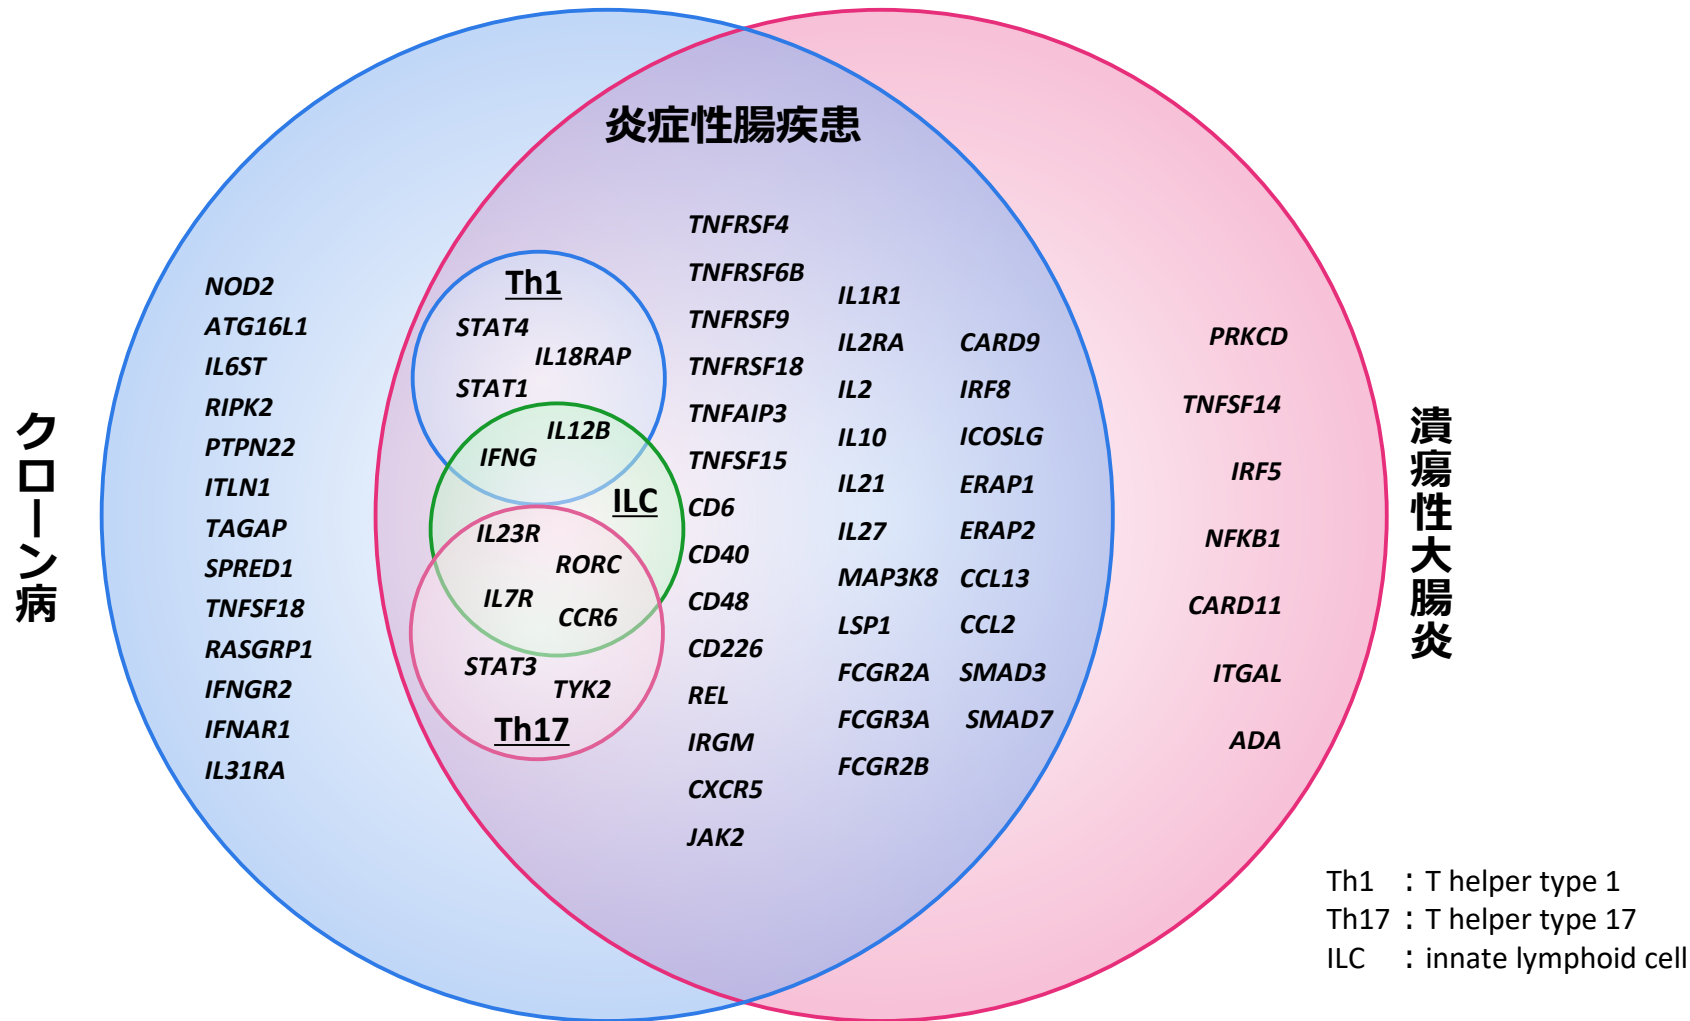 炎症性腸疾患
クローン病
NOD2
ATG16L1
IL6ST
RIPK2
PTPN22
ITLN1
TAGAP
SPRED1
TNFSF18
RASGRP1
IFNGR2
IFNAR1
IL31RA
Th1
STAT4
IL18RAP
STAT1
IL12B
IFNG
ILC
IL23R
RORC
IL7R
CCR6
STAT3
TYK2
Th17
TNFRSF4
TNFRSF6B
TNFRSF9
TNFRSF18
TNFAIP3
TNFSF15
CD6
CD40
CD48
CD226
REL
IRGM
CXCR5
JAK2
IL1R1
IL2RA
IL2
IL10
IL21
IL27
MAP3K8
LSP1
FCGR2A
FCGR3A
FCGR2B
CARD9
IRF8
ICOSLG
ERAP1
ERAP2
CCL13
CCL2
SMAD3
SMAD7
PRKCD
TNFSF14
IRF5
NFKB1
CARD11
ITGAL
ADA
潰瘍性大腸炎
Th1 : T helper type 1
Th17 : T helper type 17
ILC : innate lymphoid cell